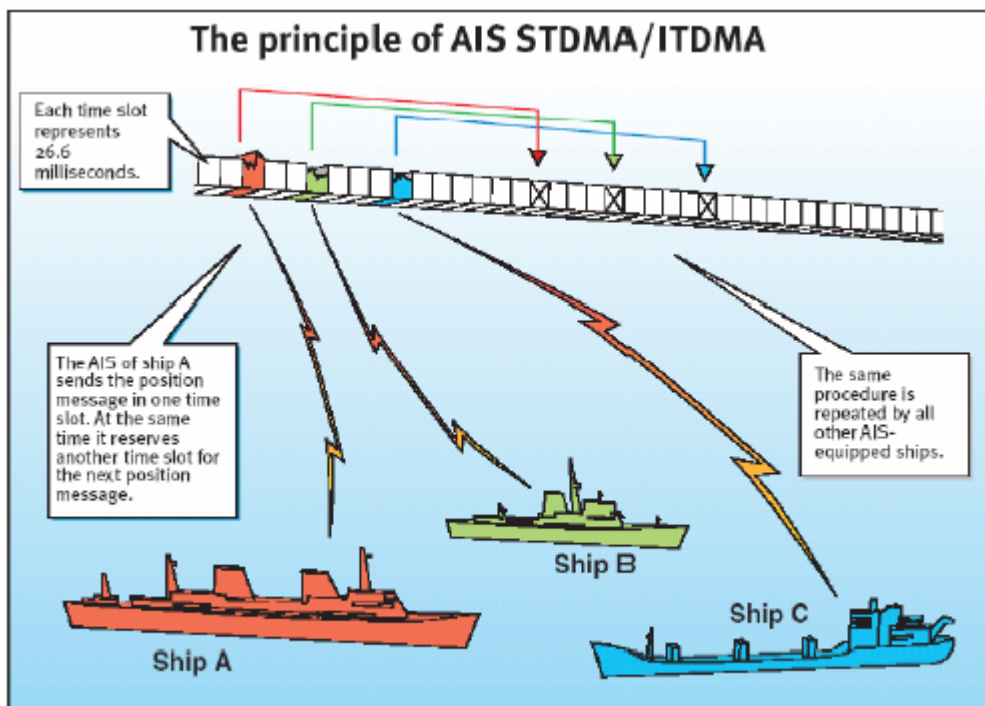 The principle of AIS STDMA/ITDMA
Each time slot
represents
26.6
milliseconds.
The AIS of ship A
sends the position
message in one time
slot. At the same
time it reserves
another time slot for
the next position
message.
The same
procedure is
repeated by all
other AIS-
equipped ships.
Ship B
Ship C
Ship A